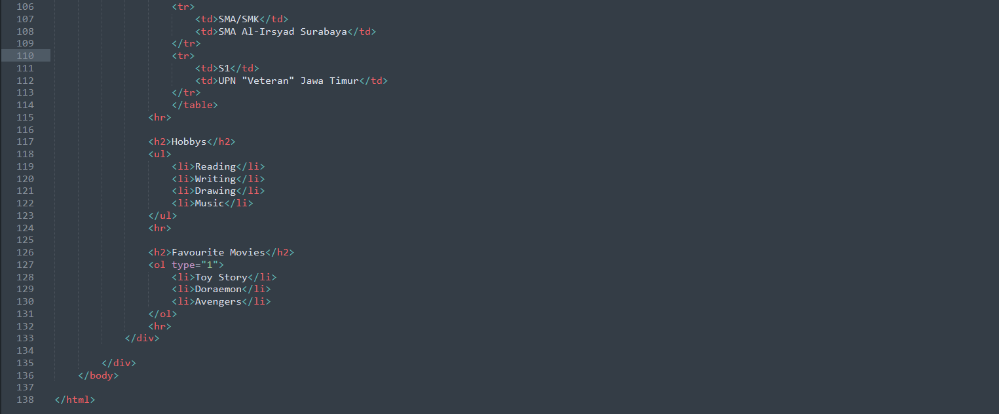 106 <tr>
107 <td>SMA/SMK</td>
108 <td>SMA Al-Irsyad Surabaya</td>
109 </tr>
110 <tr>
111 <td>S1</td>
112 <td>UPN "Veteran" Jawa Timur</td>
113 </tr>
114 </table>
115 <hr>
116
117 <h2>Hobbys</h2>
118 <ul>
119 <li>Reading</li>
120 <li>Writing</li>
121 <li>Drawing</li>
122 <li>Music</li>
123 </ul>
124 <hr>
125
126 <h2>Favourite Movies</h2>
127 <ol type="1">
128 <li>Toy Story</li>
129 <li>Doraemon</li>
130 <li>Avengers</li>
131 </ol>
132 <hr>
133 </div>
134
135 </div>
136 </body>
137
138 </html>